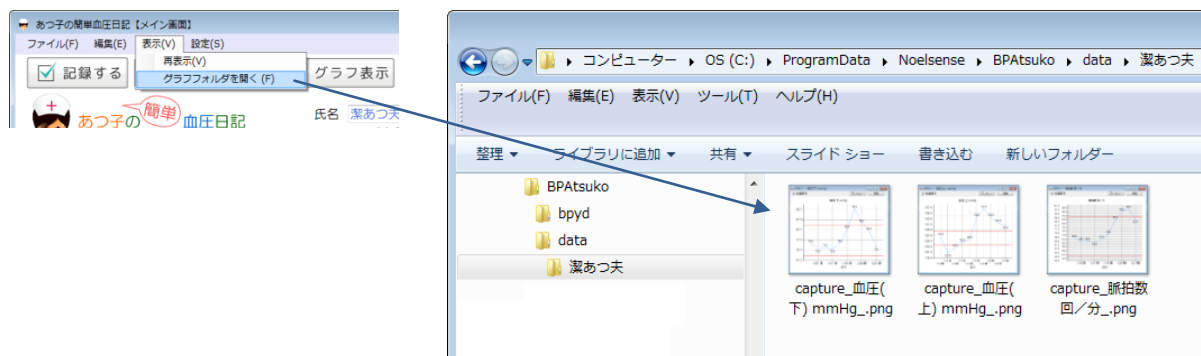 あつ子の簡単血圧日記【メイン画面】
ファイル(F) 編集(E) 表示(V) 設定(S)
再表示(V)
グラフフォルダを開く (F)
記録する
グラフ表示
簡単
あつ子の 血圧日記
氏名 潔あつ夫
コンピューター OS (C:) ProgramData Noelsense BPAtsuko data 潔あつ夫
ファイル(F) 編集(E) 表示(V) ツール(T) ヘルプ(H)
整理 ライブラリに追加 共有 スライド ショー 書き込む 新しいフォルダー
BPAtsuko
bpyd
data
潔あつ夫
capture_血圧(
下) mmHg_.png
capture_血圧(
上) mmHg_.png
capture_脈拍数
回／分_.png